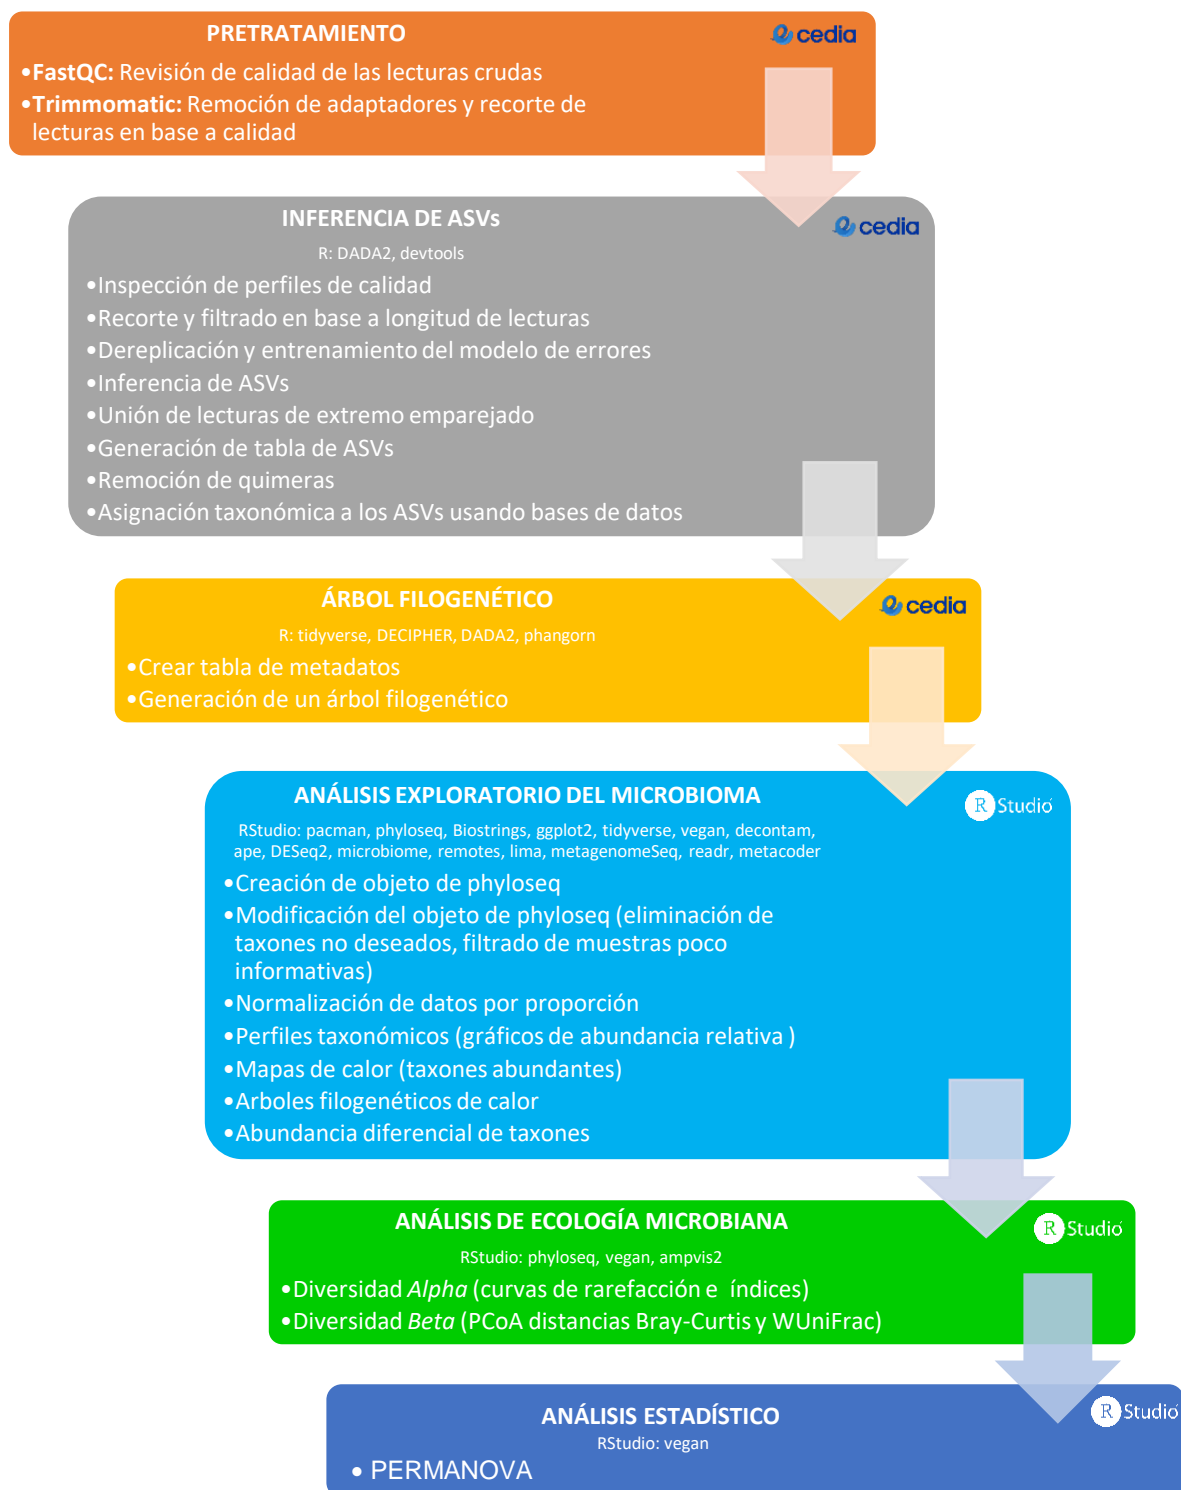 PRETRATAMIENTO
cedia
•FastQC: Revisión de calidad de las lecturas crudas
•Trimmomatic: Remoción de adaptadores y recorte de
lecturas en base a calidad
INFERENCIA DE ASVs
cedia
R: DADA2, devtools
•Inspección de perfiles de calidad
•Recorte y filtrado en base a longitud de lecturas
•Dereplicación y entrenamiento del modelo de errores
•Inferencia de ASVs
•Unión de lecturas de extremo emparejado
•Generación de tabla de ASVs
•Remoción de quimeras
•Asignación taxonómica a los ASVs usando bases de datos
ÁRBOL FILOGENÉTICO
cedia
R: tidyverse, DECIPHER, DADA2, phangorn
•Crear tabla de metadatos
•Generación de un árbol filogenético
ANÁLISIS EXPLORATORIO DEL MICROBIOMA
R Studio
RStudio: pacman, phyloseq, Biostrings, ggplot2, tidyverse, vegan, decontam,
ape, DESeq2, microbiome, remotes, lima, metagenomeSeq, readr, metacoder
•Creación de objeto de phyloseq
•Modificación del objeto de phyloseq (eliminación de
taxones no deseados, filtrado de muestras poco
informativas)
•Normalización de datos por proporción
•Perfiles taxonómicos (gráficos de abundancia relativa )
•Mapas de calor (taxones abundantes)
•Arboles filogenéticos de calor
•Abundancia diferencial de taxones
ANÁLISIS DE ECOLOGÍA MICROBIANA
R Studio
RStudio: phyloseq, vegan, ampvis2
•Diversidad Alpha (curvas de rarefacción e índices)
•Diversidad Beta (PCoA distancias Bray-Curtis y WUniFrac)
ANÁLISIS ESTADÍSTICO
R Studio
RStudio: vegan
• PERMANOVA